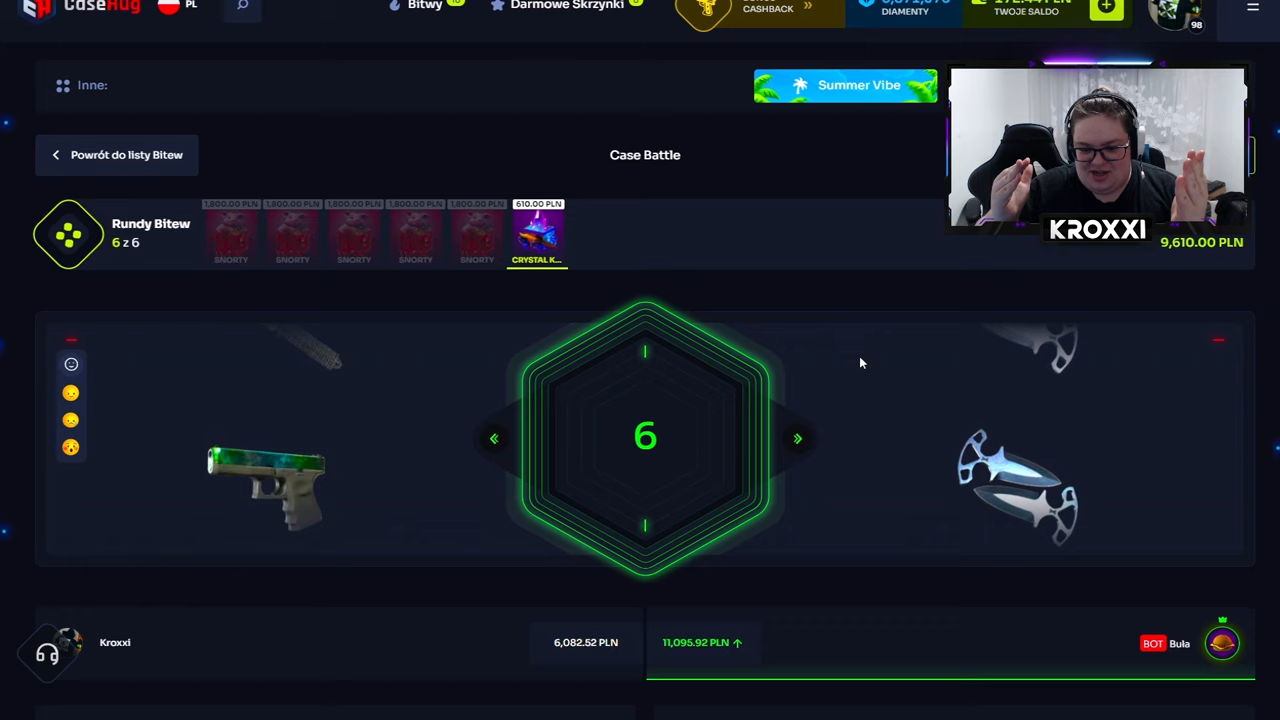 CASEHUG
PL
Bitwy
Darmowe Skrzynki
CASHBACK
DIAMENTY
TWOJE SALDO
98
Inne:
Summer Vibe
Powrót do listy Bitew
Case Battle
Rundy Bitew
6 z 6
1,800.00 PLN
SNORTY
1,800.00 PLN
SNORTY
1,800.00 PLN
SNORTY
1,800.00 PLN
SNORTY
1,800.00 PLN
SNORTY
610.00 PLN
CRYSTAL K...
KROXXI
9,610.00 PLN
6
Kroxxi
6,082.52 PLN
11,095.92 PLN
BOT Buła